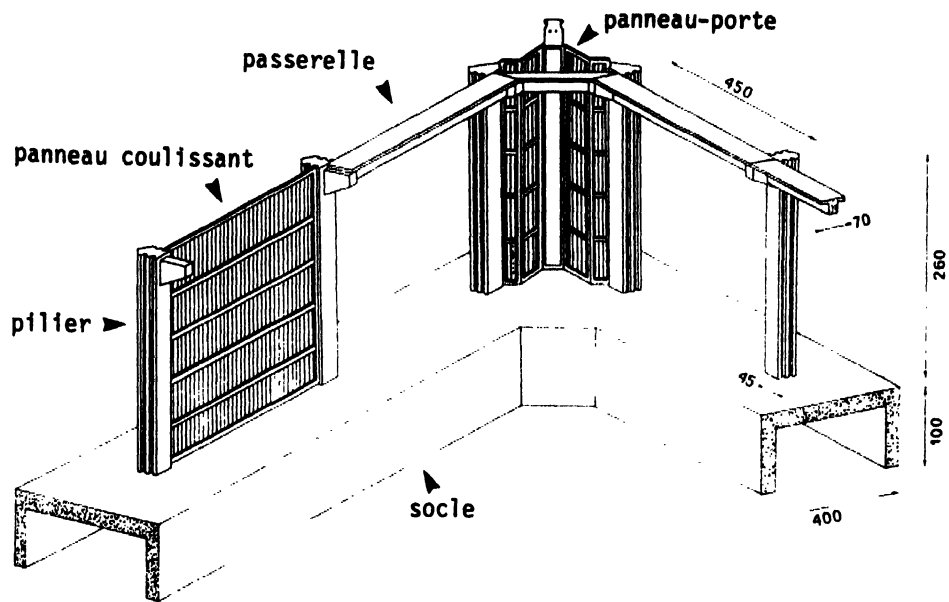 panneau-porte
passerelle
450
panneau coulissant
70
260
pilier
45
100
socle
400